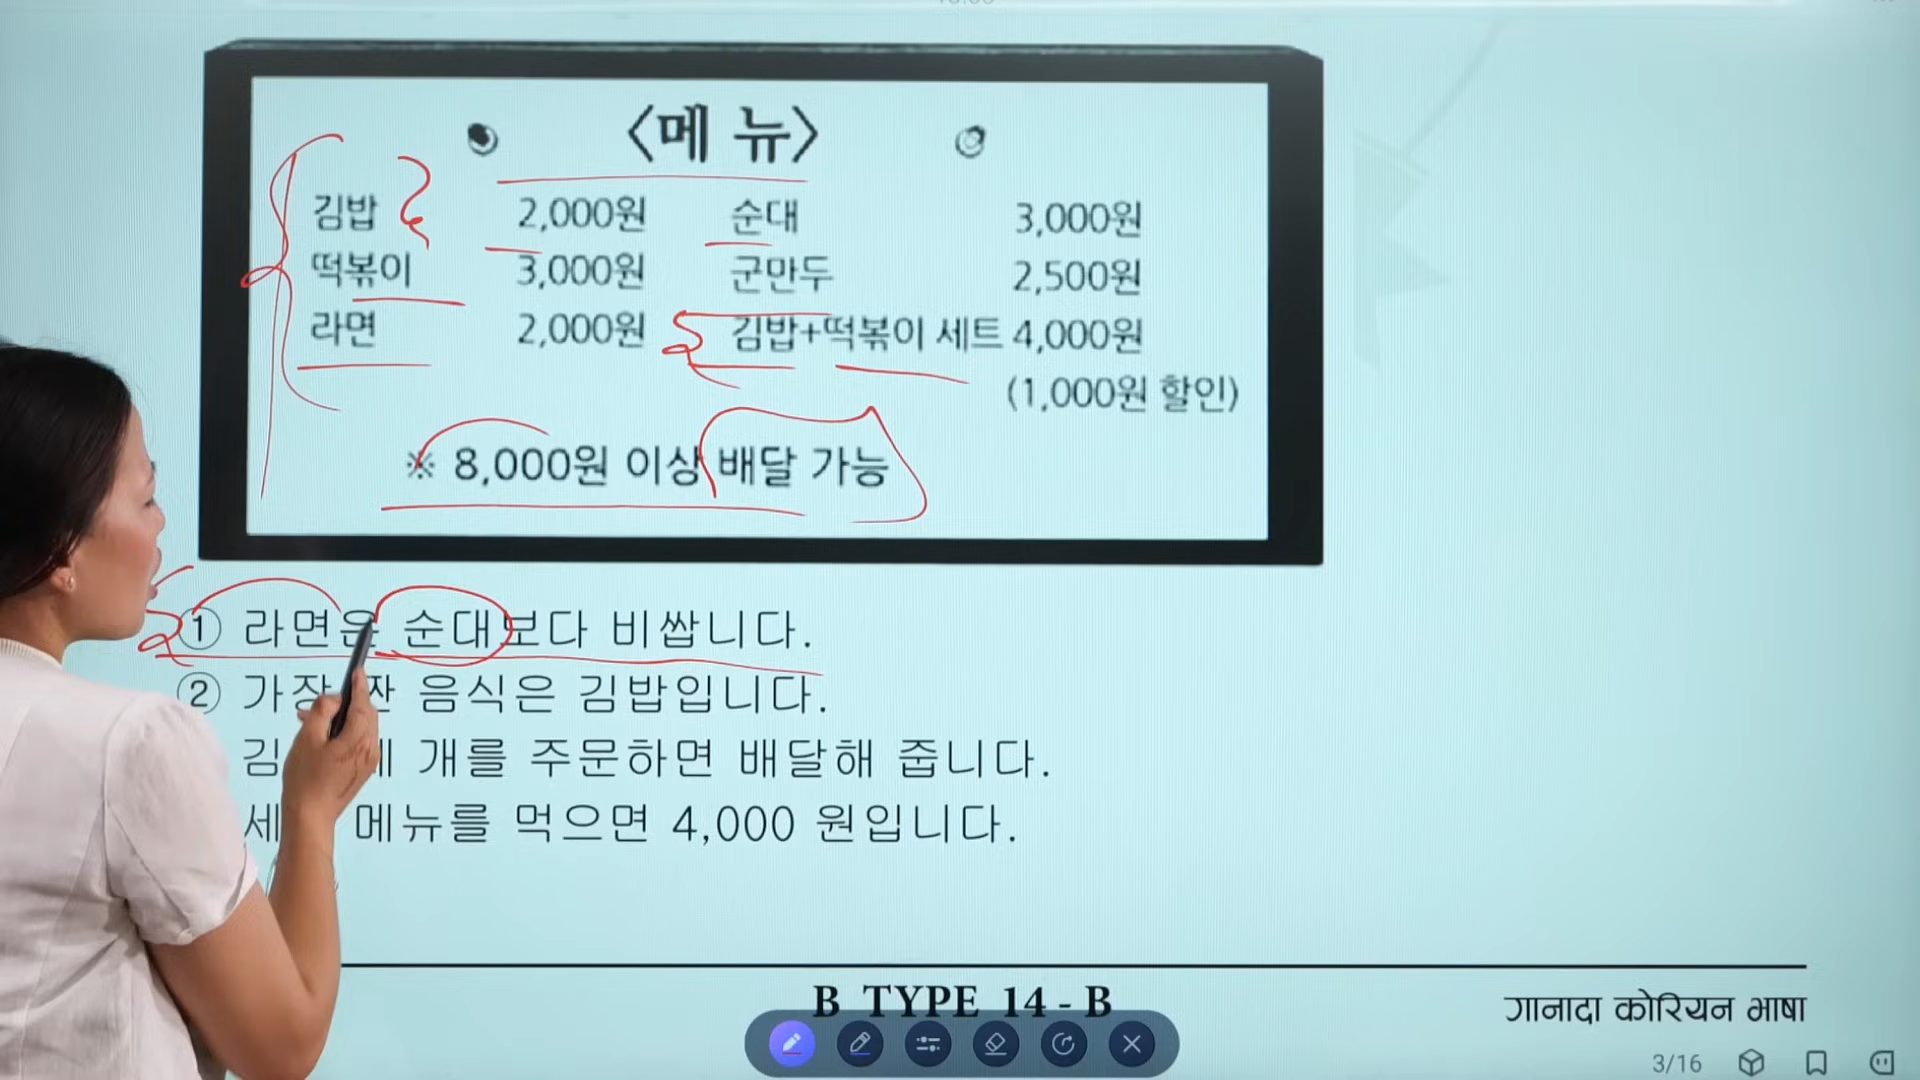 〈메 뉴〉
김밥 2,000원 순대 3,000원
떡볶이 3,000원 군만두 2,500원
라면 2,000원 김밥+떡볶이 세트 4,000원
(1,000원 할인)
※ 8,000원 이상 배달 가능
① 라면은 순대보다 비쌉니다.
② 가장 음식은 김밥입니다.
개를 주문하면 배달해 줍니다.
메뉴를 먹으면 4,000 원입니다.
B TYPE 14 - B
गानादा कोरियन भाषा
3/16